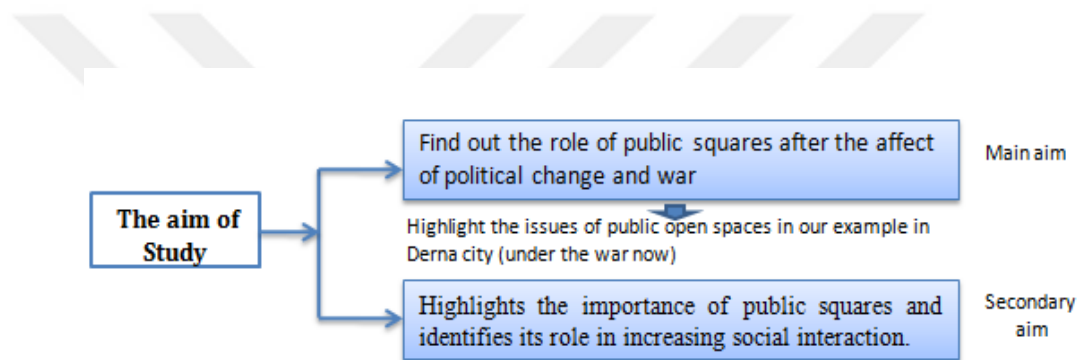 Find out the role of public squares after the affect
of political change and war
Main aim
The aim of
Study
Highlight the issues of public open spaces in our example in
Derna city (under the war now)
Highlights the importance of public squares and
identifies its role in increasing social interaction.
Secondary
aim